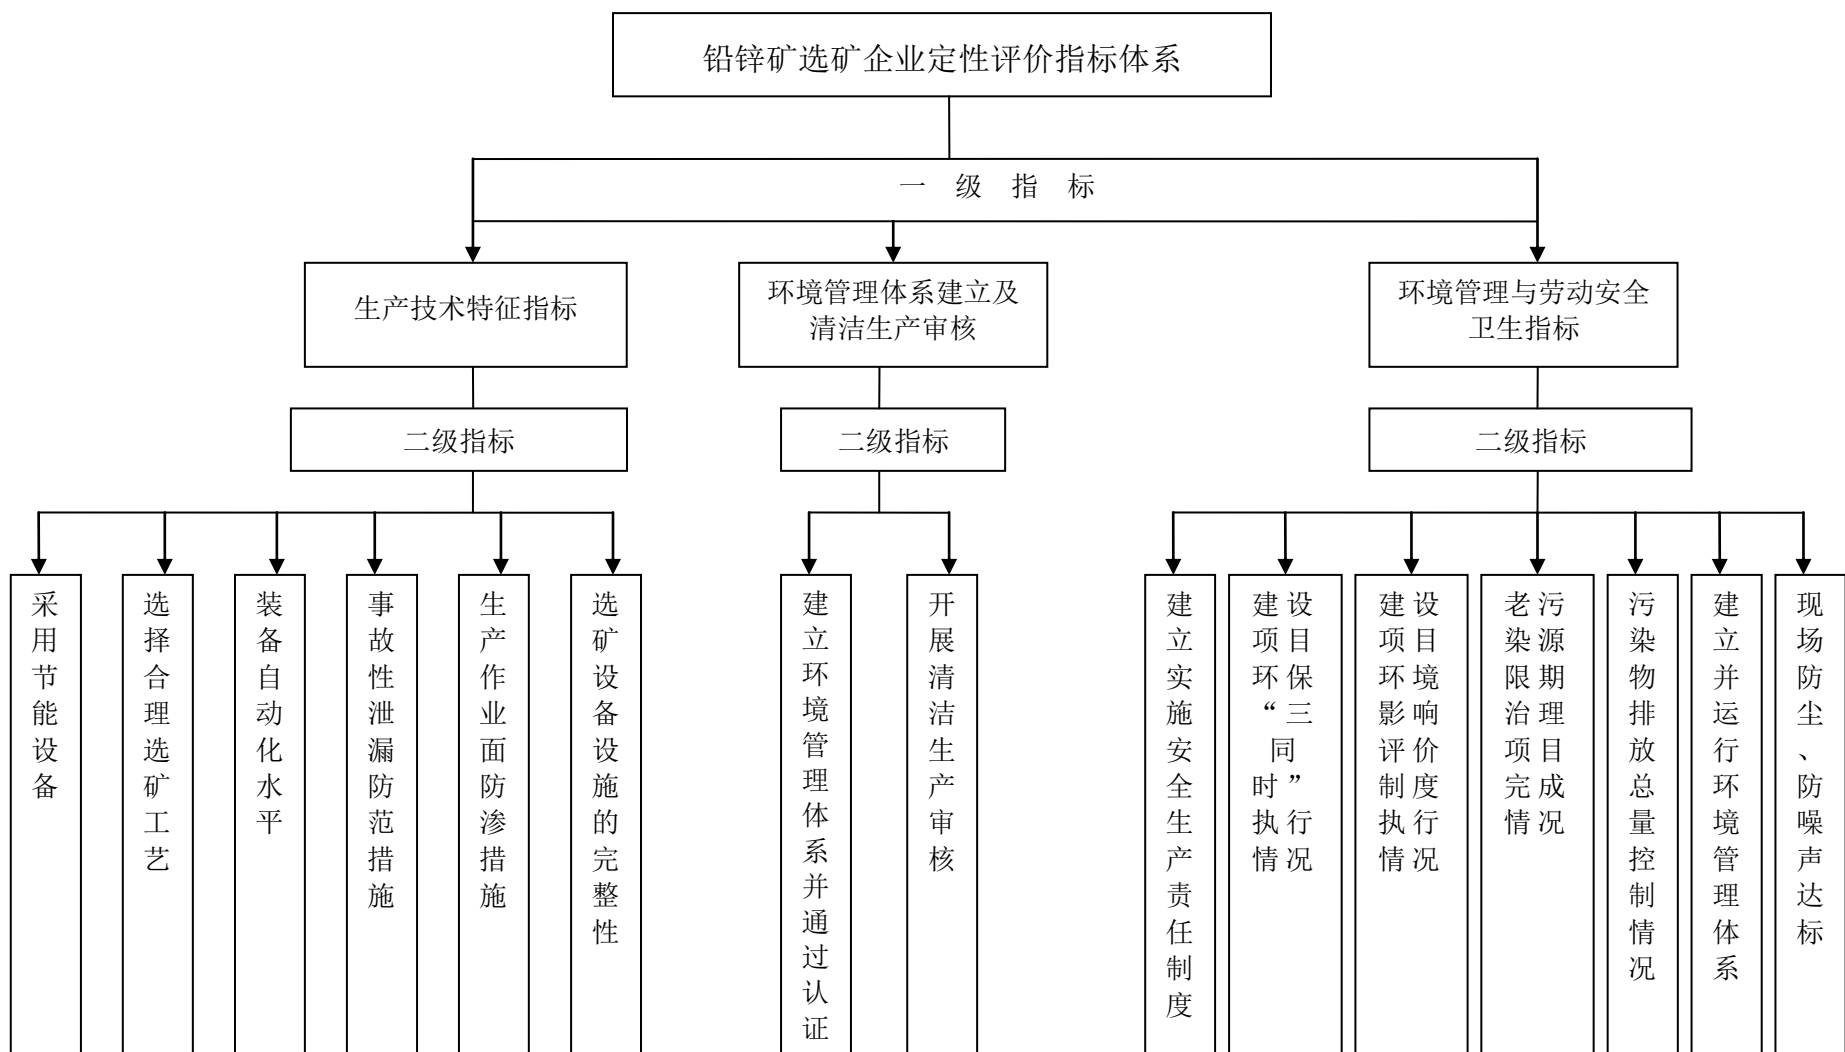 铅锌矿选矿企业定性评价指标体系
一 级 指 标
生产技术特征指标
环境管理体系建立及
清洁生产审核
环境管理与劳动安全
卫生指标
二级指标
二级指标
二级指标
采用节能设备
选择合理选矿工艺
装备自动化水平
事故性泄漏防范措施
生产作业面防渗措施
选矿设备设施的完整性
建立环境管理体系并通过认证
开展清洁生产审核
建立实施安全生产责任制度
建设
项目
环保
“三
同
时”
执行
情况
建设
项目
环境
影响
评价
制度
执行
情况
老污
染源
限期
治理
项目
完成
情况
污染物排放总量控制情况
建立并运行环境管理体系
现场防尘、防噪声达标